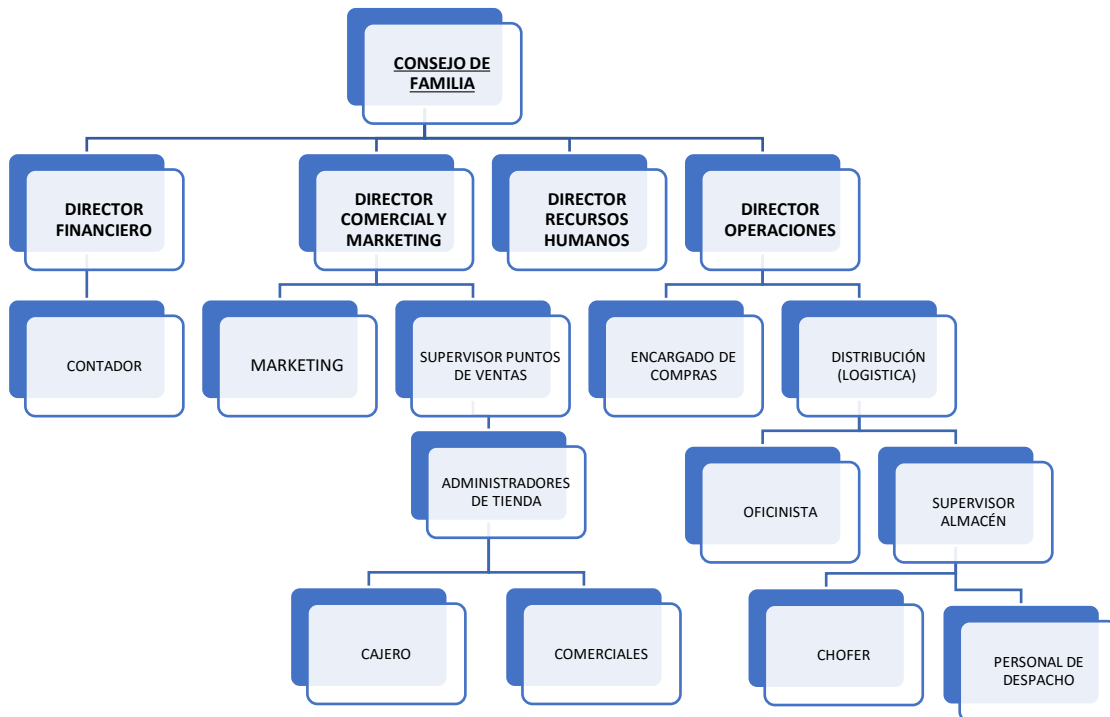 CONSEJO DE
FAMILIA
DIRECTOR
FINANCIERO
DIRECTOR
COMERCIAL Y
MARKETING
DIRECTOR
RECURSOS
HUMANOS
DIRECTOR
OPERACIONES
CONTADOR
MARKETING
SUPERVISOR PUNTOS
DE VENTAS
ENCARGADO DE
COMPRAS
DISTRIBUCIÓN
(LOGISTICA)
ADMINISTRADORES
DE TIENDA
OFICINISTA
SUPERVISOR
ALMACÉN
CAJERO
COMERCIALES
CHOFER
PERSONAL DE
DESPACHO